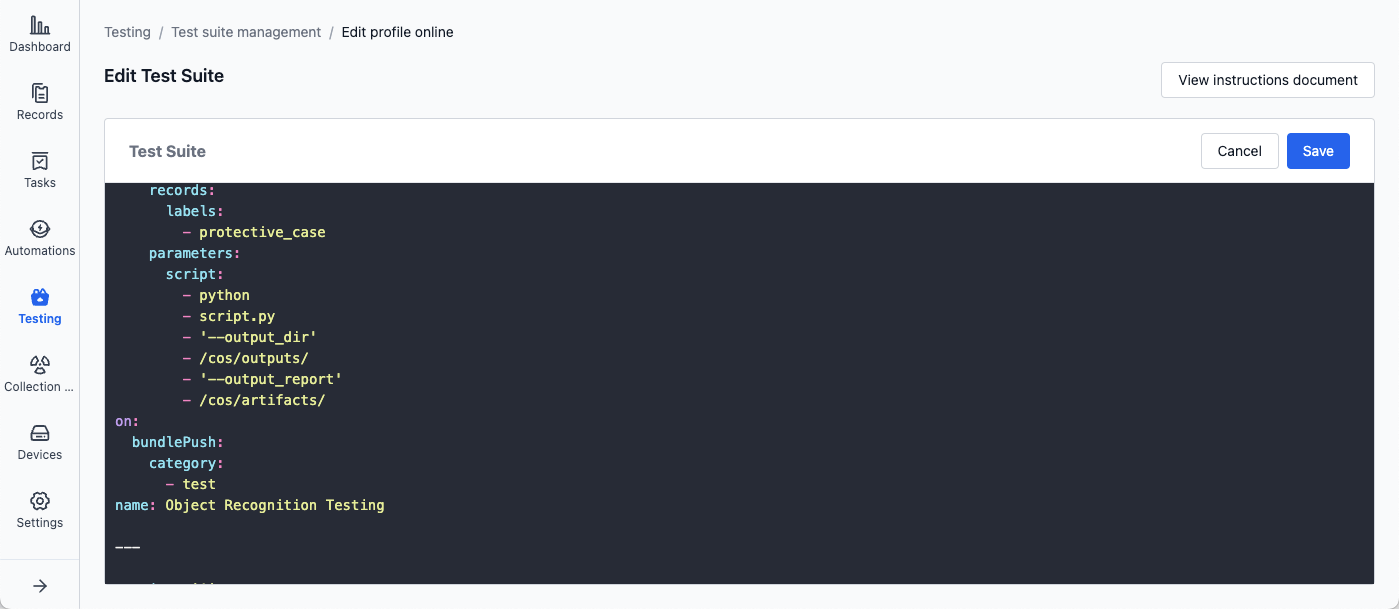 Dashboard
Records
Tasks
Automations
Testing
Collection ...
Devices
Settings
Testing / Test suite management / Edit profile online
Edit Test Suite
View instructions document
Test Suite
Cancel
Save
records:
labels:
- protective_case
parameters:
script:
- python
- script.py
- '--output_dir'
- /cos/outputs/
- '--output_report'
- /cos/artifacts/
on:
bundlePush:
category:
- test
name: Object Recognition Testing
---